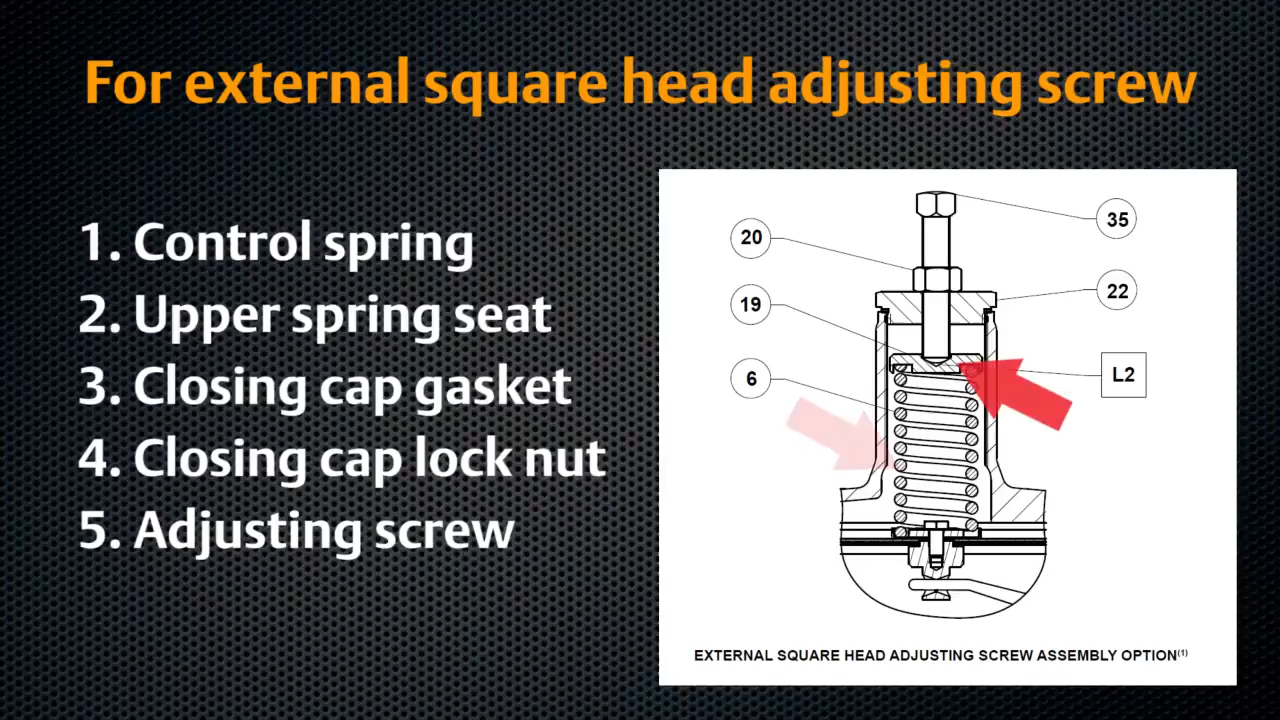 For external square head adjusting screw
1. Control spring
2. Upper spring seat
3. Closing cap gasket
4. Closing cap lock nut
5. Adjusting screw
35
20
22
19
L2
6
EXTERNAL SQUARE HEAD ADJUSTING SCREW ASSEMBLY OPTION(1)